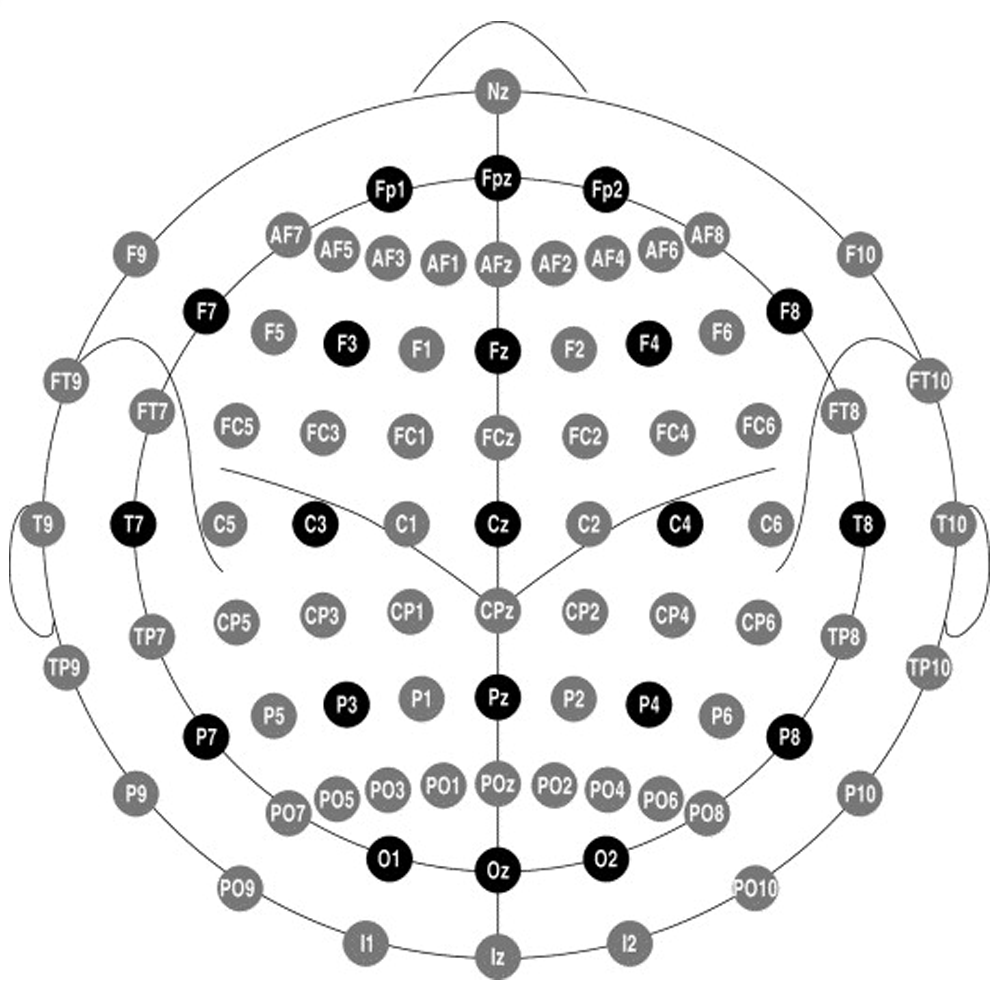 Nz
Fp1 Fpz Fp2
AF7 AF5 AF3 AF1 AFz AF2 AF4 AF6 AF8
F9 F10
F7 F5 F3 F1 Fz F2 F4 F6 F8
FT9 FT10
FT7 FC5 FC3 FC1 FCz FC2 FC4 FC6 FT8
T9 T7 C5 C3 C1 Cz C2 C4 C6 T8 T10
TP7 CP5 CP3 CP1 CPz CP2 CP4 CP6 TP8
TP9 TP10
P7 P5 P3 P1 Pz P2 P4 P6 P8
P9 P10
PO7 PO5 PO3 PO1 POz PO2 PO4 PO6 PO8
O1 Oz O2
PO9 PO10
I1 Iz I2